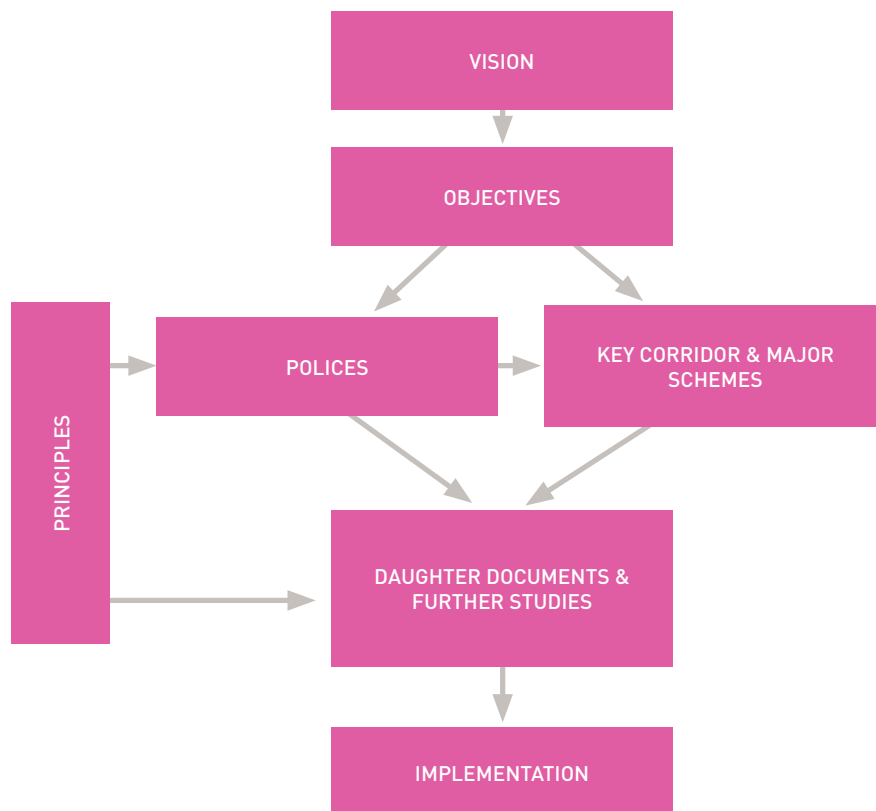 VISION
OBJECTIVES
POLICES
KEY CORRIDOR & MAJOR
SCHEMES
PRINCIPLES
DAUGHTER DOCUMENTS &
FURTHER STUDIES
IMPLEMENTATION